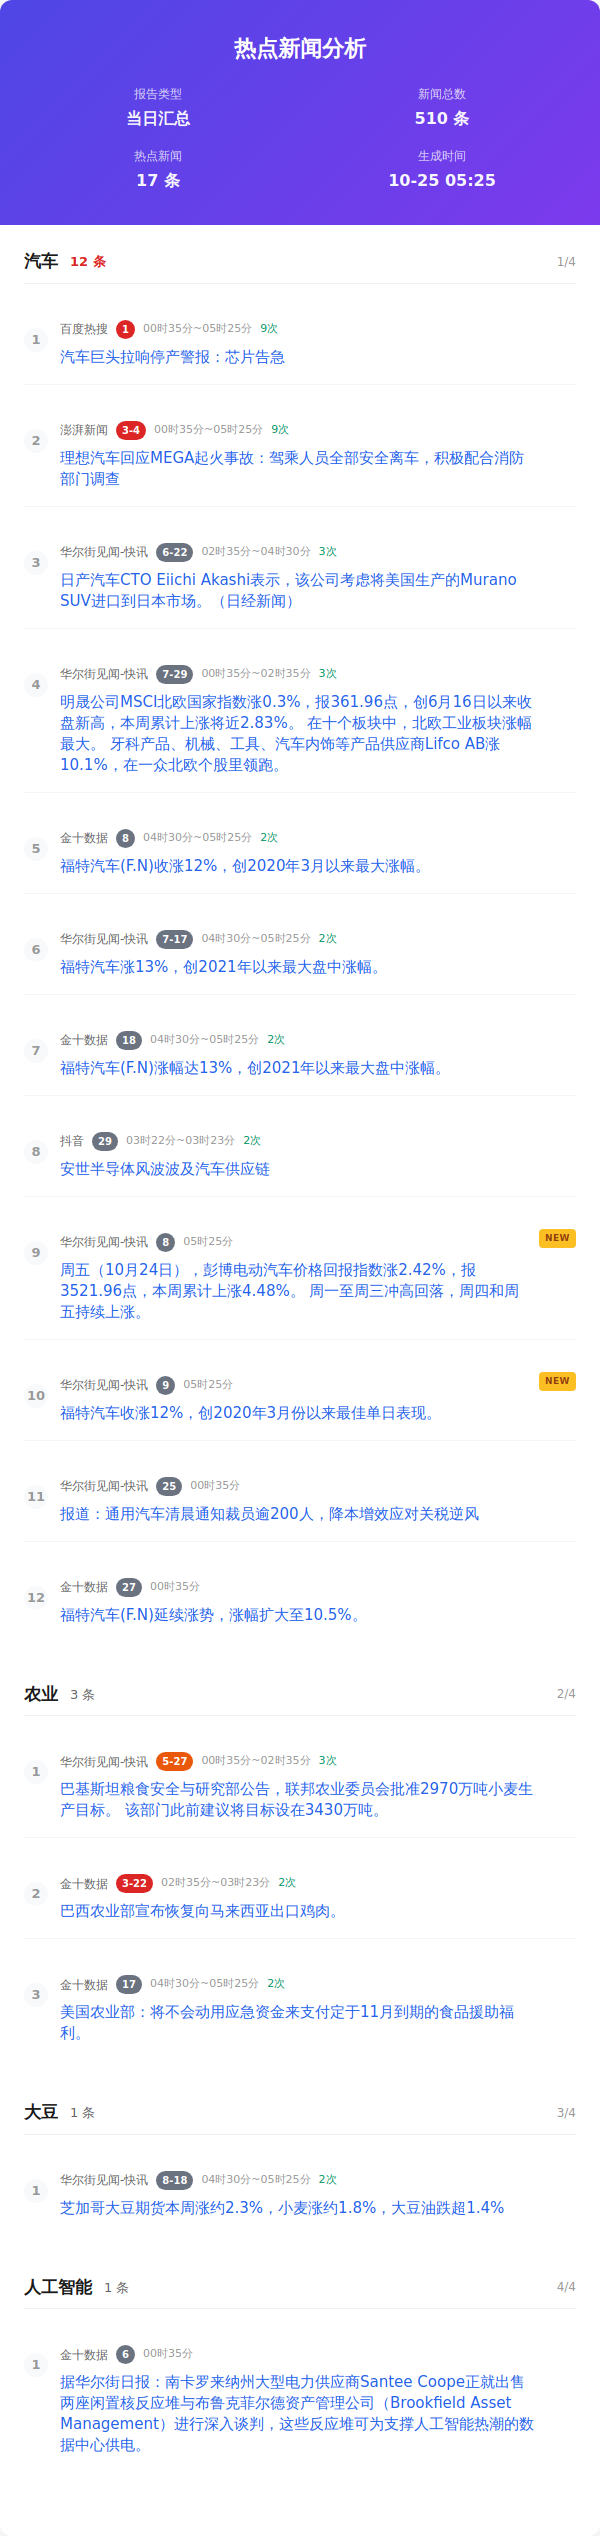 热点新闻分析
报告类型
新闻总数
当日汇总
510 条
热点新闻
生成时间
17 条
10-25 05:25
汽车 12 条 1/4
1
百度热搜 1 00时35分~05时25分 9次
汽车巨头拉响停产警报：芯片告急
2
澎湃新闻 3-4 00时35分~05时25分 9次
理想汽车回应MEGA起火事故：驾乘人员全部安全离车，积极配合消防
部门调查
3
华尔街见闻-快讯 6-22 02时35分~04时30分 3次
日产汽车CTO Eiichi Akashi表示，该公司考虑将美国生产的Murano
SUV进口到日本市场。（日经新闻）
4
华尔街见闻-快讯 7-29 00时35分~02时35分 3次
明晟公司MSCI北欧国家指数涨0.3%，报361.96点，创6月16日以来收
盘新高，本周累计上涨将近2.83%。 在十个板块中，北欧工业板块涨幅
最大。 牙科产品、机械、工具、汽车内饰等产品供应商Lifco AB涨
10.1%，在一众北欧个股里领跑。
5
金十数据 8 04时30分~05时25分 2次
福特汽车(F.N)收涨12%，创2020年3月以来最大涨幅。
6
华尔街见闻-快讯 7-17 04时30分~05时25分 2次
福特汽车涨13%，创2021年以来最大盘中涨幅。
7
金十数据 18 04时30分~05时25分 2次
福特汽车(F.N)涨幅达13%，创2021年以来最大盘中涨幅。
8
抖音 29 03时22分~03时23分 2次
安世半导体风波波及汽车供应链
9
华尔街见闻-快讯 8 05时25分 NEW
周五（10月24日），彭博电动汽车价格回报指数涨2.42%，报
3521.96点，本周累计上涨4.48%。 周一至周三冲高回落，周四和周
五持续上涨。
10
华尔街见闻-快讯 9 05时25分 NEW
福特汽车收涨12%，创2020年3月份以来最佳单日表现。
11
华尔街见闻-快讯 25 00时35分
报道：通用汽车清晨通知裁员逾200人，降本增效应对关税逆风
12
金十数据 27 00时35分
福特汽车(F.N)延续涨势，涨幅扩大至10.5%。
农业 3 条 2/4
1
华尔街见闻-快讯 5-27 00时35分~02时35分 3次
巴基斯坦粮食安全与研究部公告，联邦农业委员会批准2970万吨小麦生
产目标。 该部门此前建议将目标设在3430万吨。
2
金十数据 3-22 02时35分~03时23分 2次
巴西农业部宣布恢复向马来西亚出口鸡肉。
3
金十数据 17 04时30分~05时25分 2次
美国农业部：将不会动用应急资金来支付定于11月到期的食品援助福
利。
大豆 1 条 3/4
1
华尔街见闻-快讯 8-18 04时30分~05时25分 2次
芝加哥大豆期货本周涨约2.3%，小麦涨约1.8%，大豆油跌超1.4%
人工智能 1 条 4/4
1
金十数据 6 00时35分
据华尔街日报：南卡罗来纳州大型电力供应商Santee Coope正就出售
两座闲置核反应堆与布鲁克菲尔德资产管理公司（Brookfield Asset
Management）进行深入谈判，这些反应堆可为支撑人工智能热潮的数
据中心供电。